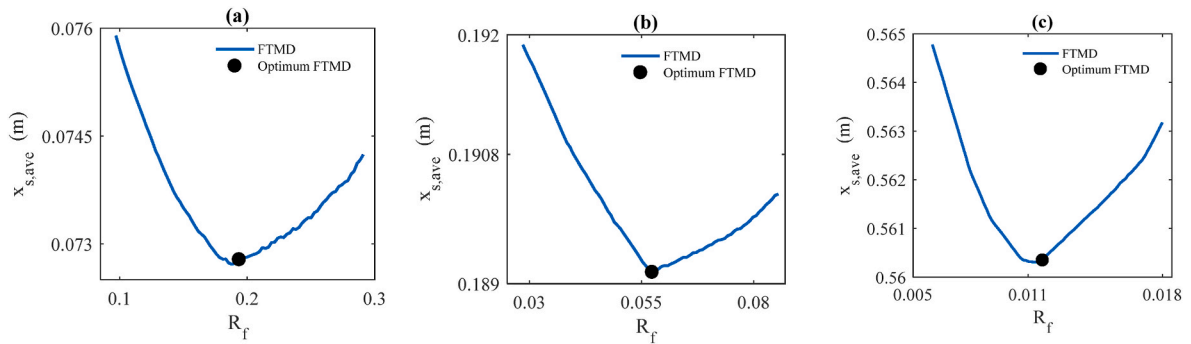 (a)
0.076
0.0745
0.073
x_s,ave (m)
FTMD
Optimum FTMD
0.1
0.2
0.3
R_f
(b)
0.192
0.1908
0.189
x_s,ave (m)
FTMD
Optimum FTMD
0.03
0.055
0.08
R_f
(c)
0.565
0.564
0.563
0.562
0.561
0.56
x_s,ave (m)
FTMD
Optimum FTMD
0.005
0.011
0.018
R_f